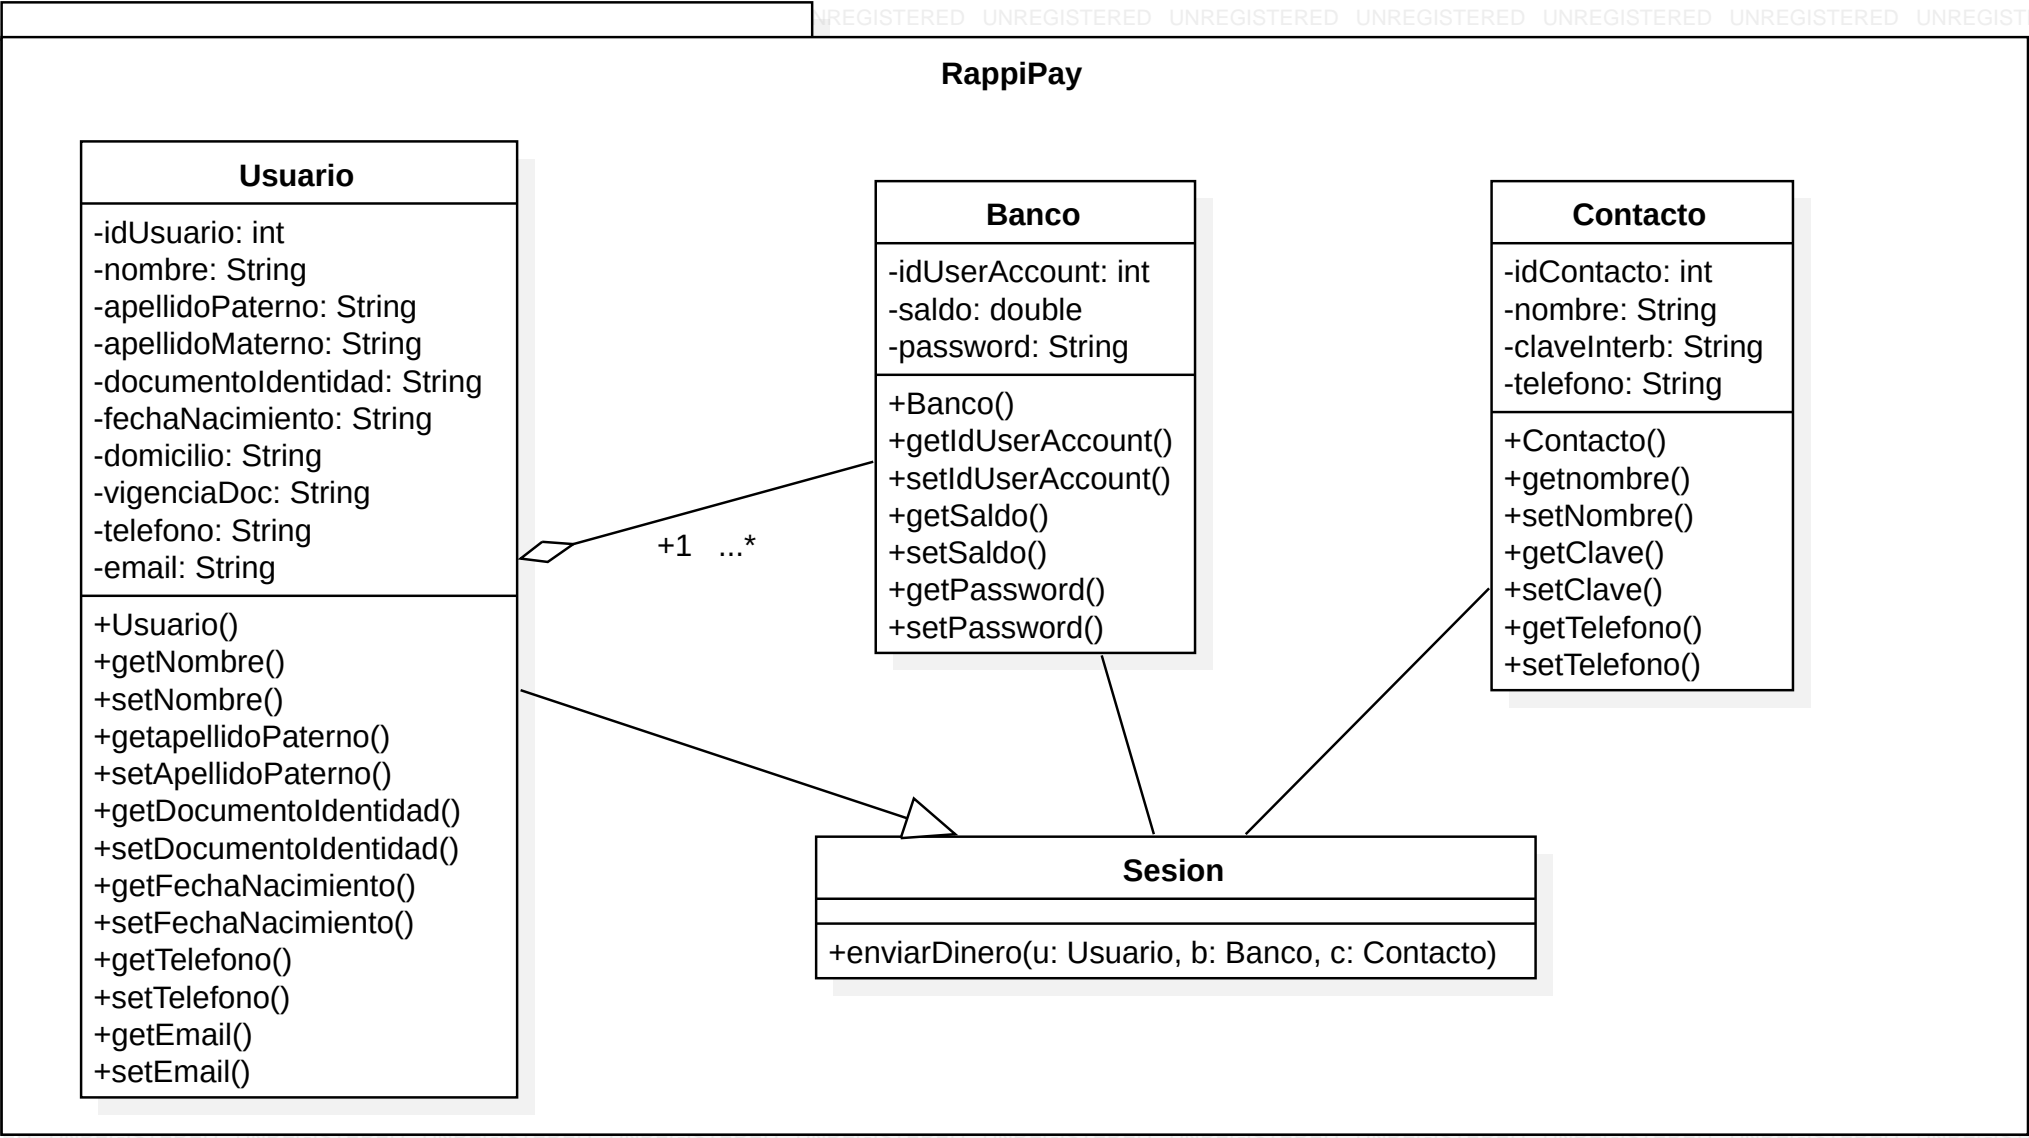 UNREGISTERED UNREGISTERED UNREGISTERED UNREGISTERED UNREGISTERED
RappiPay
Usuario
-idUsuario: int
-nombre: String
-apellidoPaterno: String
-apellidoMaterno: String
-documentoIdentidad: String
-fechaNacimiento: String
-domicilio: String
-vigenciaDoc: String
-telefono: String
-email: String
+Usuario()
+getNombre()
+setNombre()
+getapellidoPaterno()
+setApellidoPaterno()
+getDocumentoIdentidad()
+setDocumentoIdentidad()
+getFechaNacimiento()
+setFechaNacimiento()
+getTelefono()
+setTelefono()
+getEmail()
+setEmail()
+1 ...*
Banco
-idUserAccount: int
-saldo: double
-password: String
+Banco()
+getIdUserAccount()
+setIdUserAccount()
+getSaldo()
+setSaldo()
+getPassword()
+setPassword()
Contacto
-idContacto: int
-nombre: String
-claveInterb: String
-telefono: String
+Contacto()
+getnombre()
+setNombre()
+getClave()
+setClave()
+getTelefono()
+setTelefono()
Sesion
+enviarDinero(u: Usuario, b: Banco, c: Contacto)